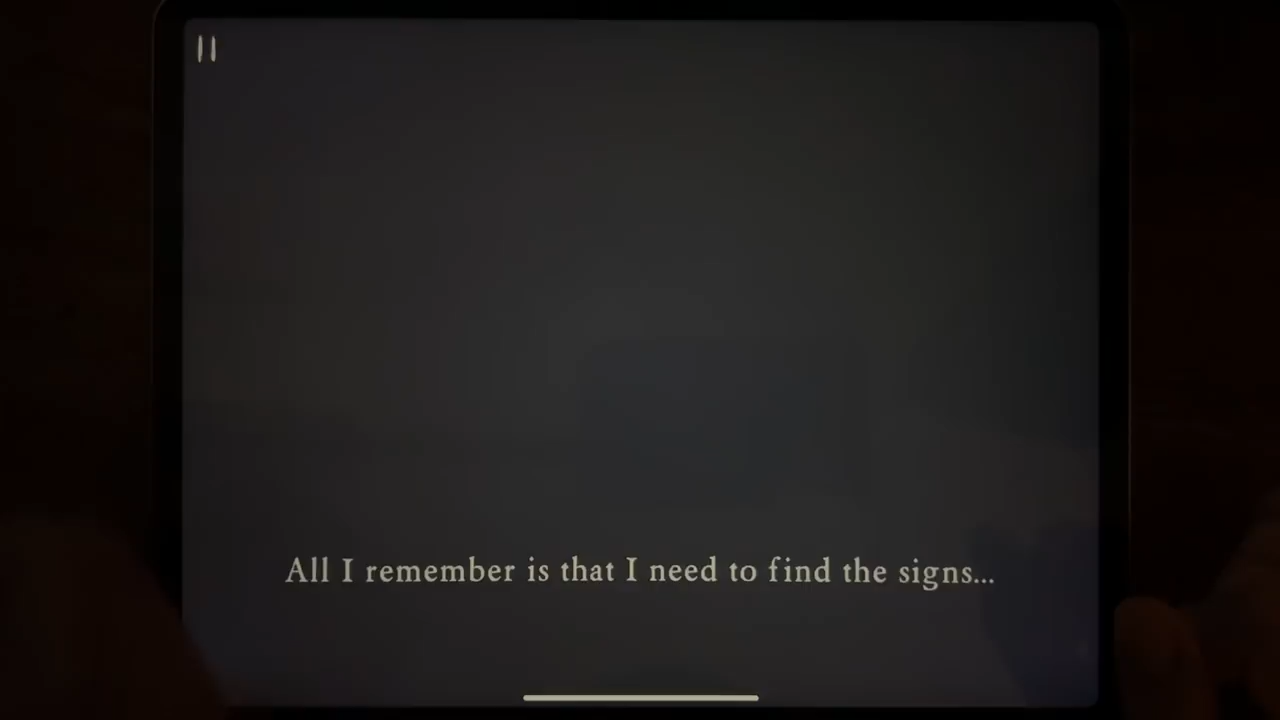 All I remember is that I need to find the signs...